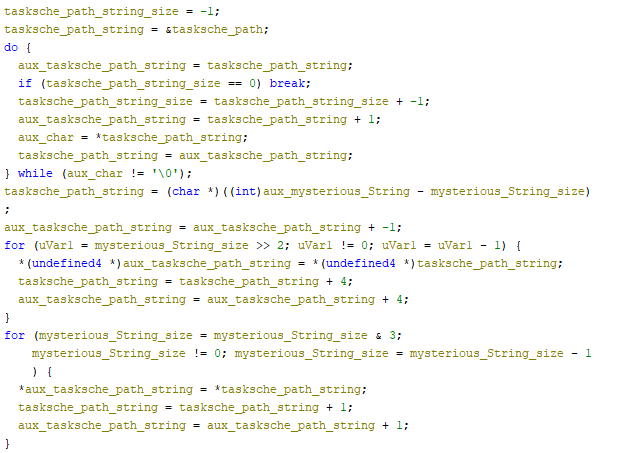 tasksche_path_string_size = -1;
tasksche_path_string = &tasksche_path;
do {
  aux_tasksche_path_string = tasksche_path_string;
  if (tasksche_path_string_size == 0) break;
  tasksche_path_string_size = tasksche_path_string_size + -1;
  aux_tasksche_path_string = tasksche_path_string + 1;
  aux_char = *tasksche_path_string;
  tasksche_path_string = aux_tasksche_path_string;
} while (aux_char != '\0');
tasksche_path_string = (char *)((int)aux_mysterious_String - mysterious_String_size)
;
aux_tasksche_path_string = aux_tasksche_path_string + -1;
for (uVar1 = mysterious_String_size >> 2; uVar1 != 0; uVar1 = uVar1 - 1) {
  *(undefined4 *)aux_tasksche_path_string = *(undefined4 *)tasksche_path_string;
  tasksche_path_string = tasksche_path_string + 4;
  aux_tasksche_path_string = aux_tasksche_path_string + 4;
}
for (mysterious_String_size = mysterious_String_size & 3;
    mysterious_String_size != 0; mysterious_String_size = mysterious_String_size - 1
    ) {
  *aux_tasksche_path_string = *tasksche_path_string;
  tasksche_path_string = tasksche_path_string + 1;
  aux_tasksche_path_string = aux_tasksche_path_string + 1;
}